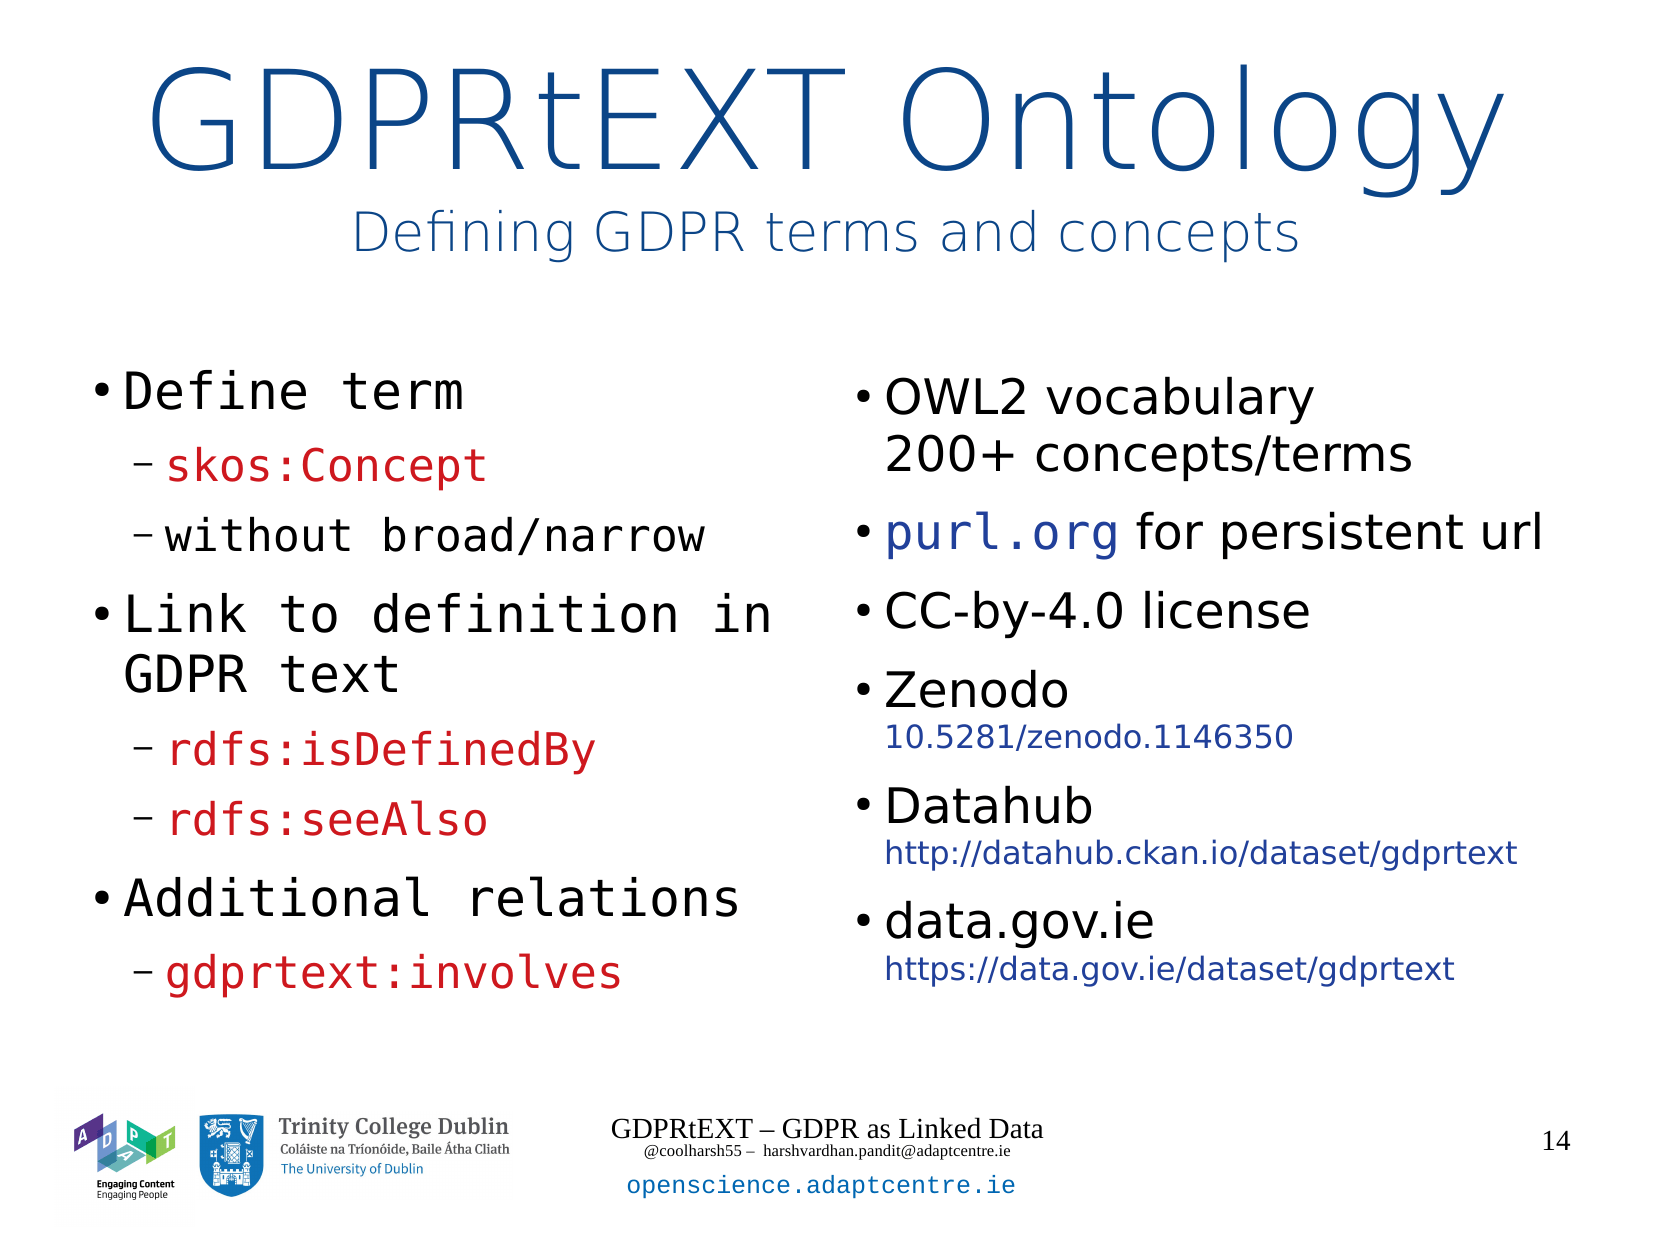 GDPRtEXT Ontology
Defining GDPR terms and concepts
• Define term
– skos:Concept
– without broad/narrow
• Link to definition in
GDPR text
– rdfs:isDefinedBy
– rdfs:seeAlso
• Additional relations
– gdprtext:involves
• OWL2 vocabulary
200+ concepts/terms
• purl.org for persistent url
• CC-by-4.0 license
• Zenodo
10.5281/zenodo.1146350
• Datahub
http://datahub.ckan.io/dataset/gdprtext
• data.gov.ie
https://data.gov.ie/dataset/gdprtext
ADAPT
Engaging Content
Engaging People
Trinity College Dublin
Coláiste na Tríonóide, Baile Átha Cliath
The University of Dublin
GDPRtEXT – GDPR as Linked Data
@coolharsh55 – harshvardhan.pandit@adaptcentre.ie
openscience.adaptcentre.ie
14